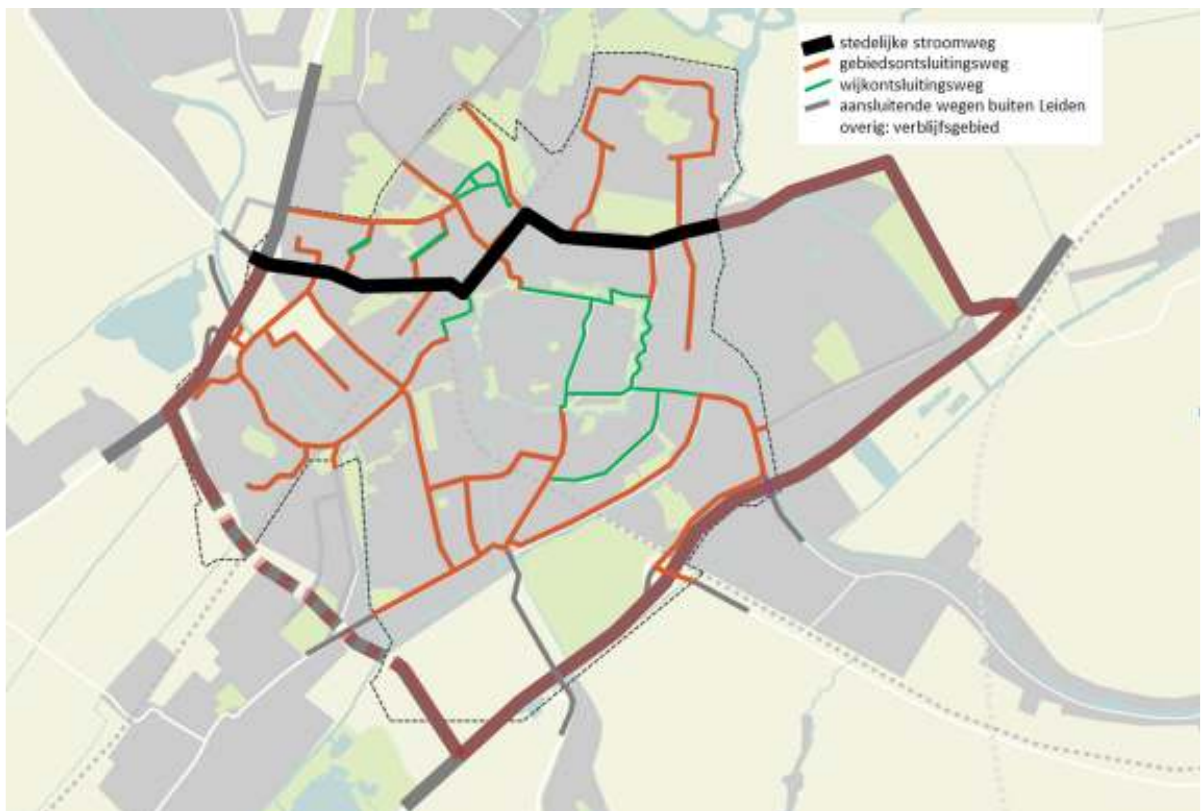 stedelijke stroomweg
gebiedsontsluitingsweg
wijkontsluitingsweg
aansluitende wegen buiten Leiden
overig: verblijfsgebied